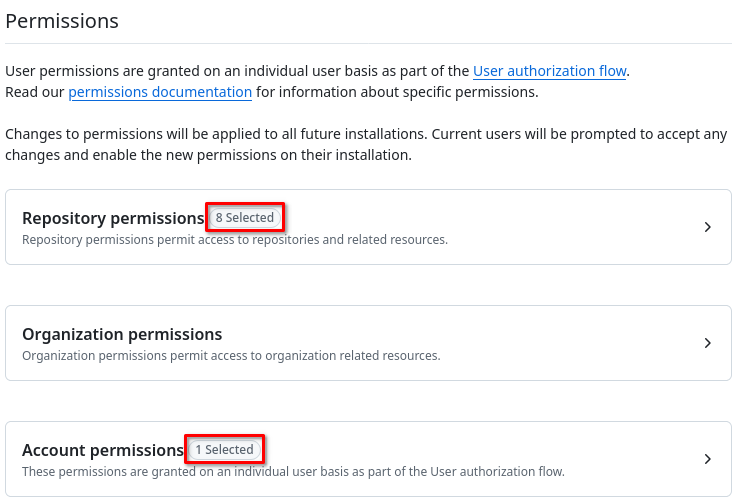 Permissions
User permissions are granted on an individual user basis as part of the User authorization flow.
Read our permissions documentation for information about specific permissions.
Changes to permissions will be applied to all future installations. Current users will be prompted to accept any
changes and enable the new permissions on their installation.
Repository permissions 8 Selected
Repository permissions permit access to repositories and related resources.
Organization permissions
Organization permissions permit access to organization related resources.
Account permissions 1 Selected
These permissions are granted on an individual user basis as part of the User authorization flow.